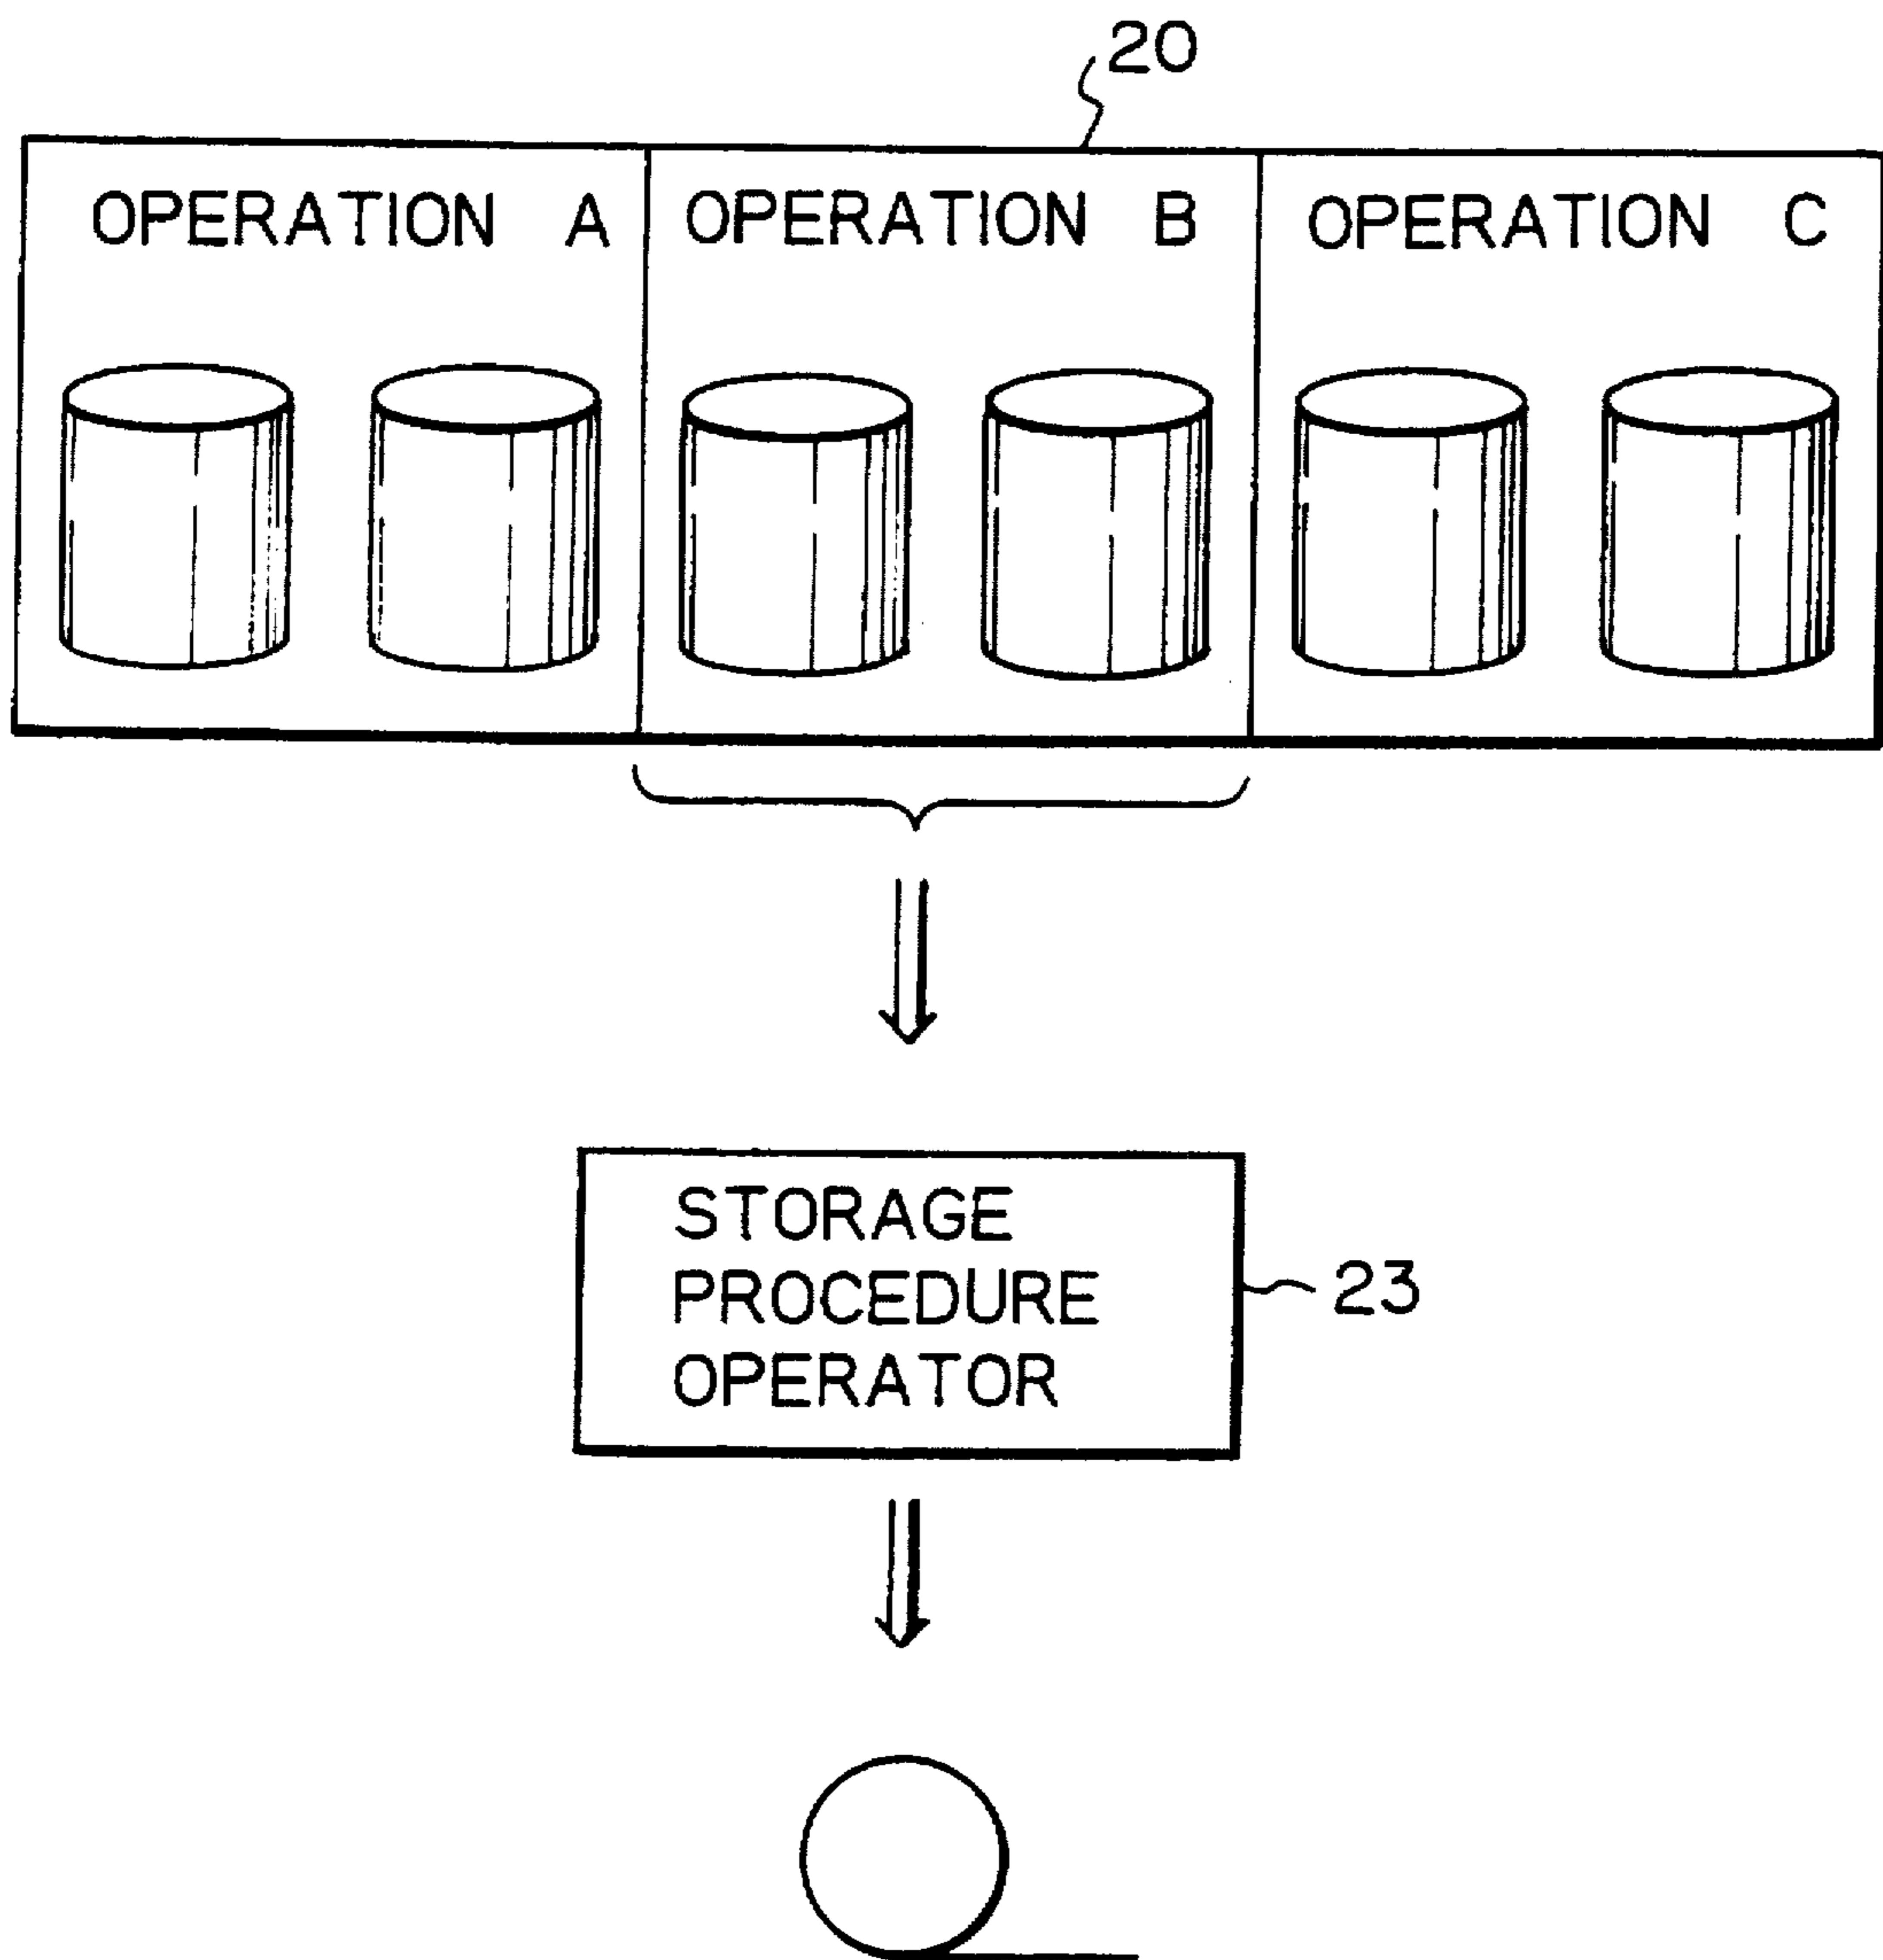 20
OPERATION A
OPERATION B
OPERATION C
STORAGE
PROCEDURE
OPERATOR
23